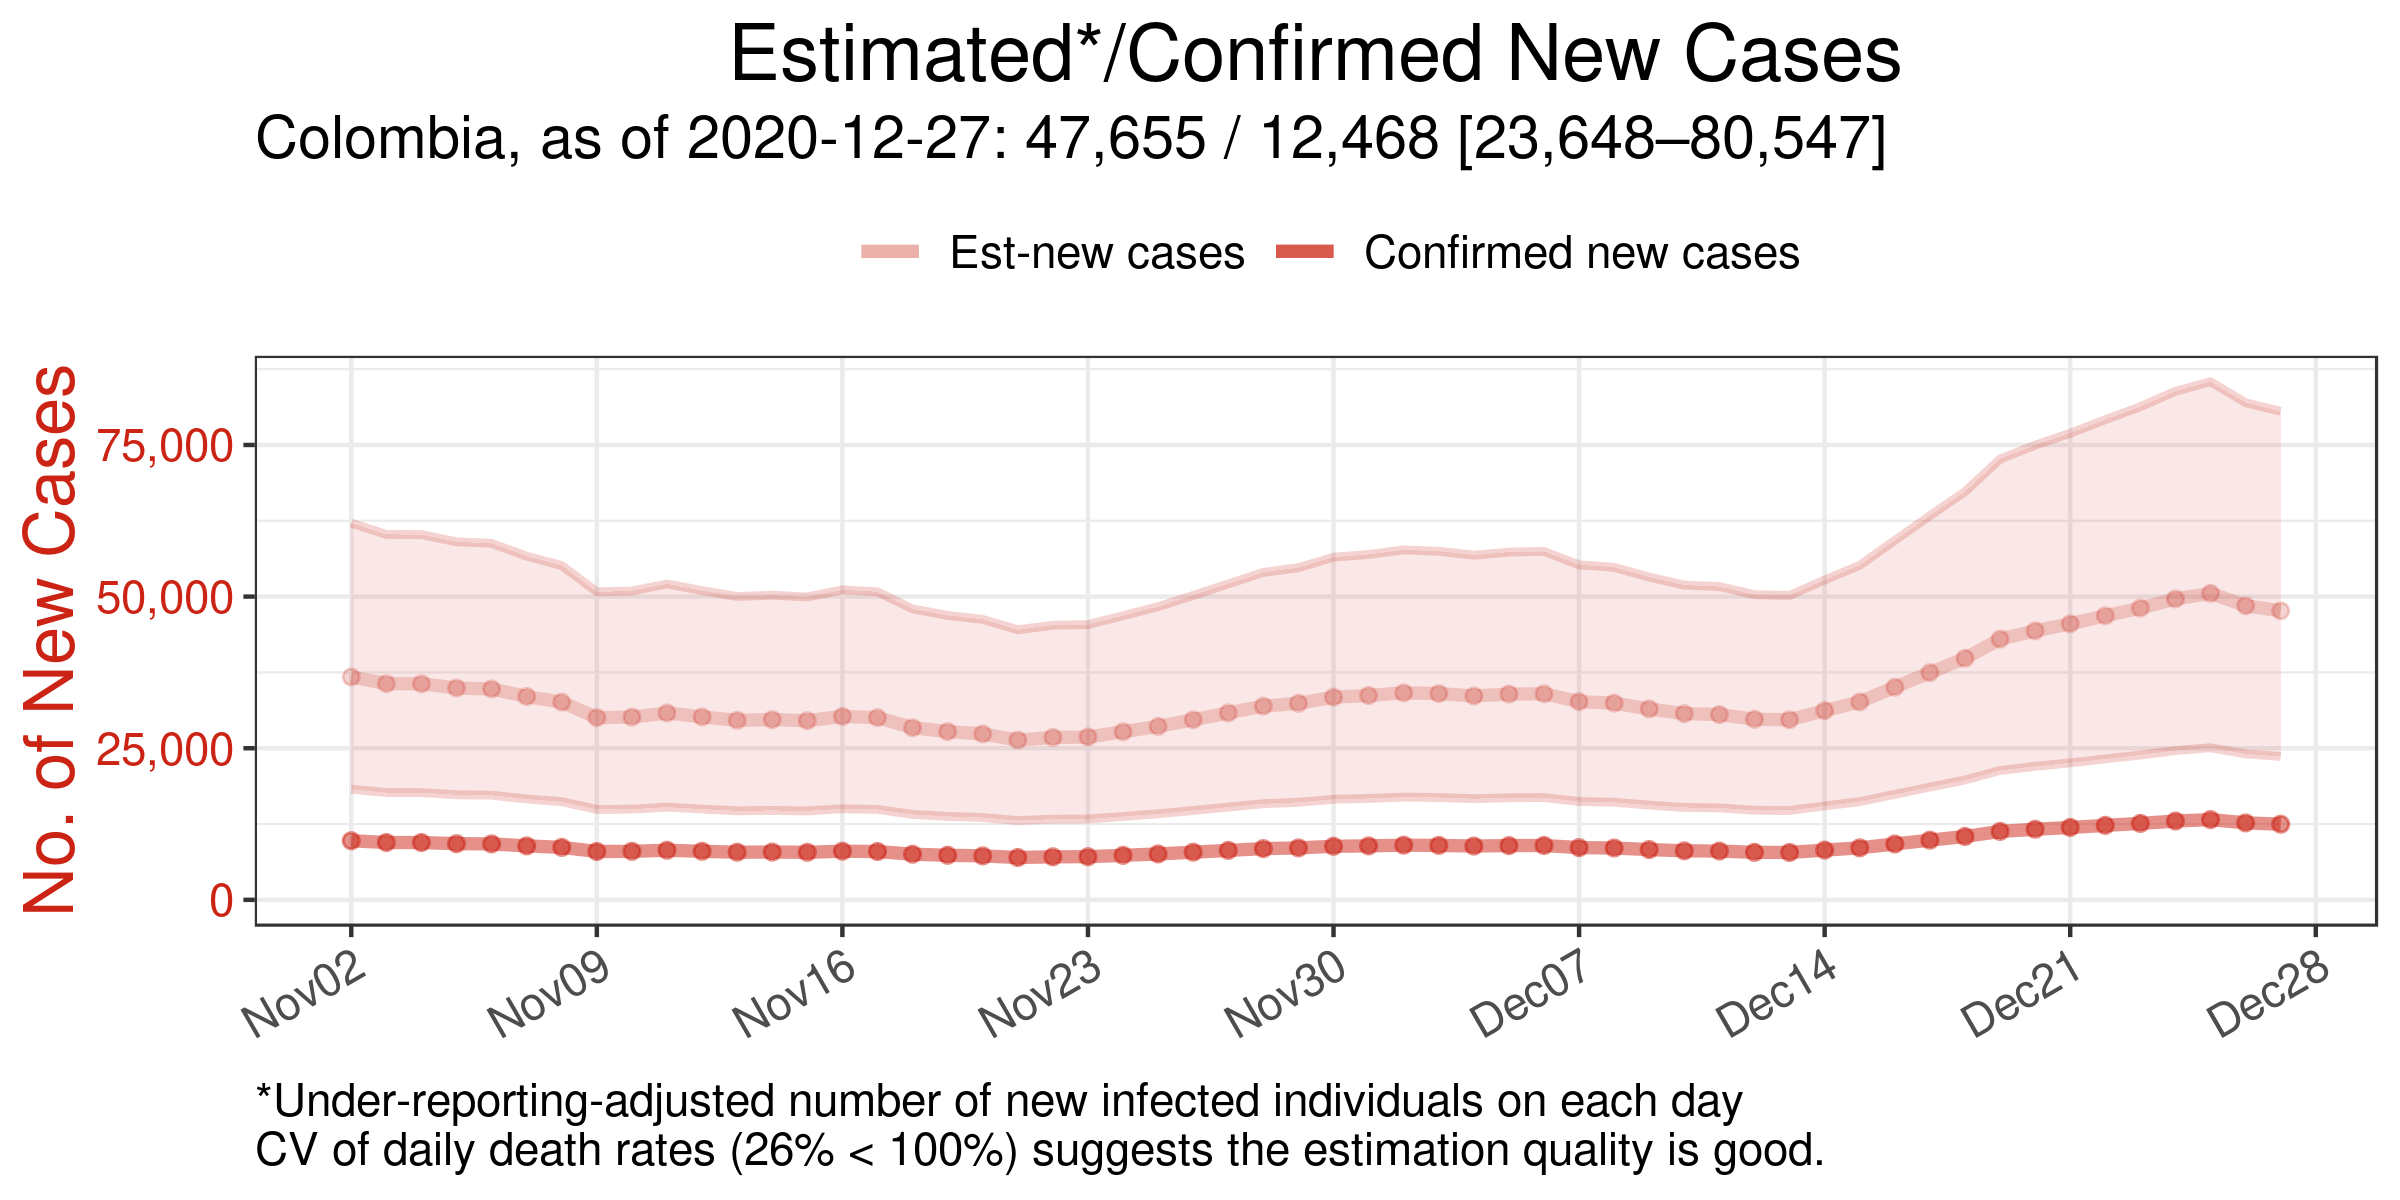 Estimated*/Confirmed New Cases
Colombia, as of 2020-12-27: 47,655 / 12,468 [23,648–80,547]
Est-new cases
Confirmed new cases
No. of New Cases
75,000
50,000
25,000
0
Nov02
Nov09
Nov16
Nov23
Nov30
Dec07
Dec14
Dec21
Dec28
*Under-reporting-adjusted number of new infected individuals on each day
CV of daily death rates (26% < 100%) suggests the estimation quality is good.